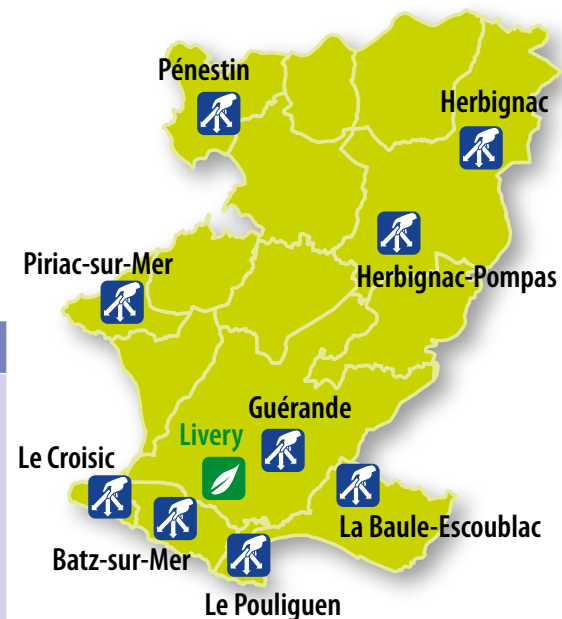 Pénestin
Herbignac
Herbignac-Pompas
Piriac-sur-Mer
Guérande
Livery
Le Croisic
La Baule-Escoublac
Batz-sur-Mer
Le Pouliguen